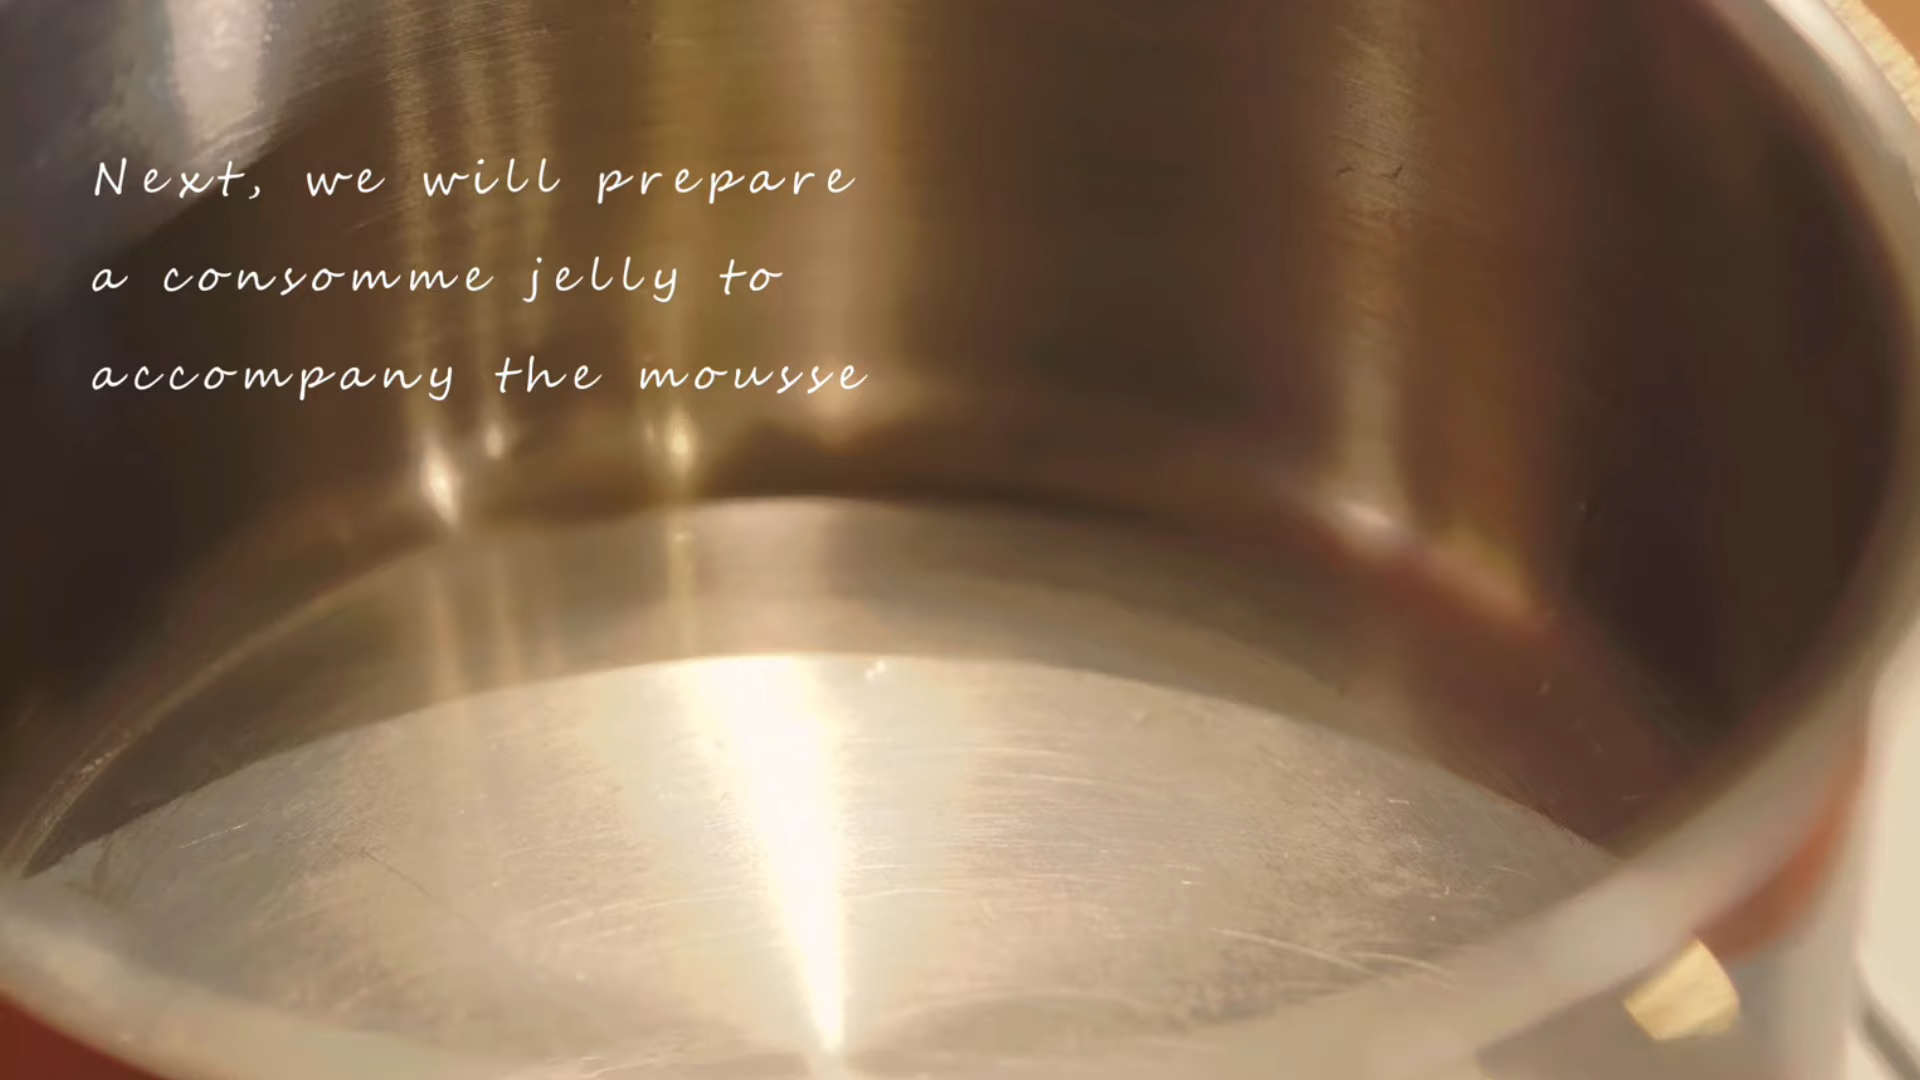 Next, we will prepare
a consomme jelly to
accompany the mousse